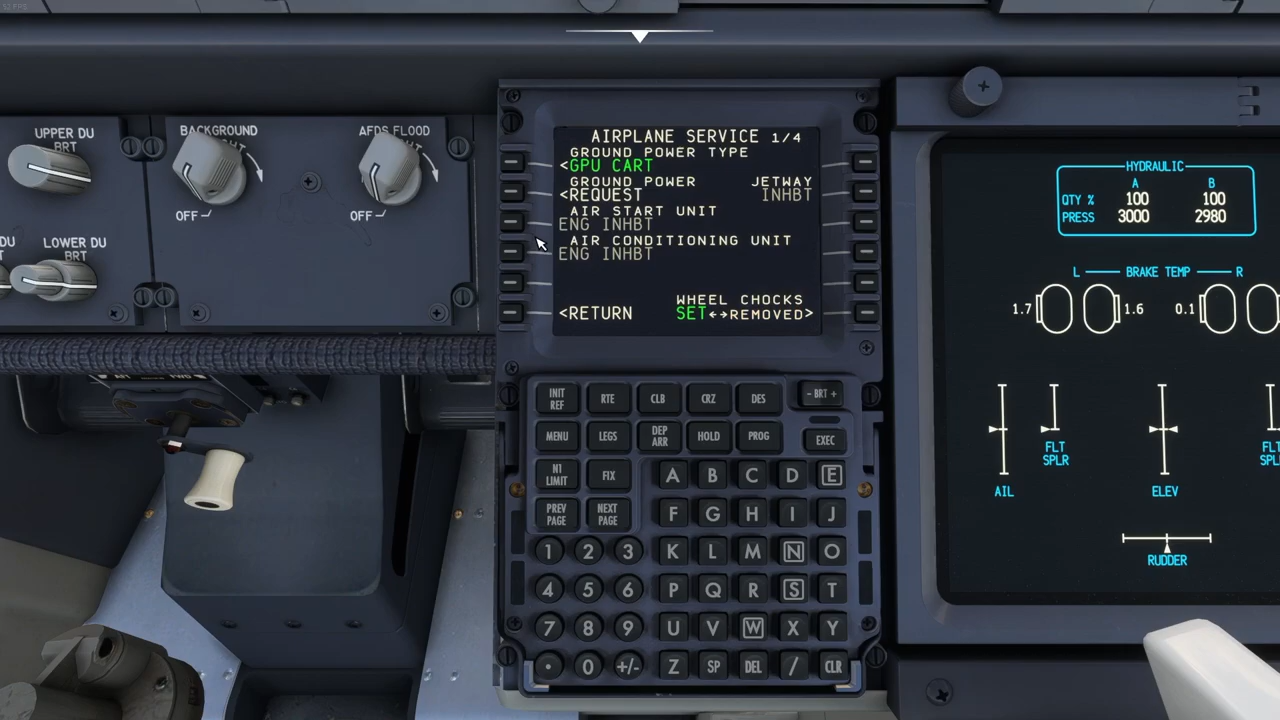 UPPER DU
BRT
BACKGROUND
OFF
AFDS FLOOD
OFF
LOWER DU
BRT
DU
AIRPLANE SERVICE 1/4
GROUND POWER TYPE
<GPU CART
GROUND POWER JETWAY
<REQUEST INHBT
AIR START UNIT
ENG INHBT
AIR CONDITIONING UNIT
ENG INHBT
WHEEL CHOCKS
<RETURN SET↔REMOVED>
INIT REF RTE CLB CRZ DES - BRT +
MENU LEGS DEP ARR HOLD PROG EXEC
N1 LIMIT FIX A B C D E
PREV PAGE NEXT PAGE F G H I J
1 2 3 K L M N O
4 5 6 P Q R S T
7 8 9 U V W X Y
. 0 +/- Z SP DEL / CLR
HYDRAULIC
A B
QTY % 100 100
PRESS 3000 2980
L BRAKE TEMP R
1.7 1.6 0.1
FLT
SPLR
AIL
ELEV
RUDDER